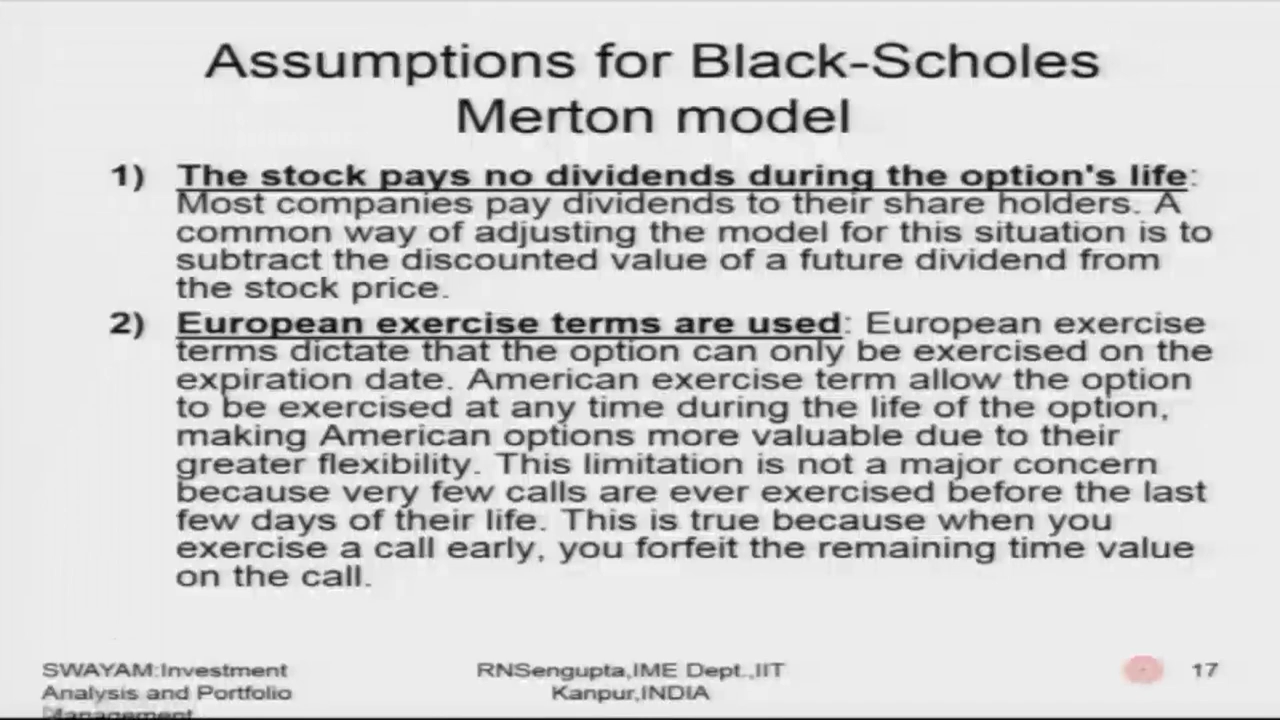 Assumptions for Black-Scholes
Merton model
1) The stock pays no dividends during the option's life:
Most companies pay dividends to their share holders. A
common way of adjusting the model for this situation is to
subtract the discounted value of a future dividend from
the stock price.
2) European exercise terms are used: European exercise
terms dictate that the option can only be exercised on the
expiration date. American exercise term allow the option
to be exercised at any time during the life of the option,
making American options more valuable due to their
greater flexibility. This limitation is not a major concern
because very few calls are ever exercised before the last
few days of their life. This is true because when you
exercise a call early, you forfeit the remaining time value
on the call.
SWAYAM:Investment
Analysis and Portfolio
Management
RNSengupta,IME Dept.,IIT
Kanpur,INDIA
17